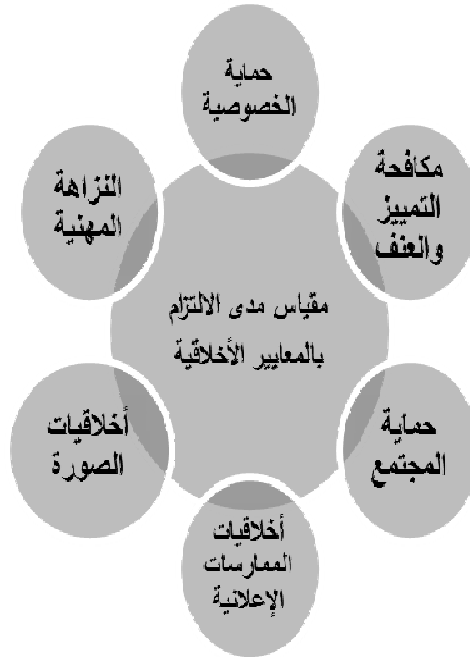 حماية
الخصوصية
مكافحة
التمييز
والعنف
النزاهة
المهنية
مقياس مدى الالتزام
بالمعايير الأخلاقية
حماية
المجتمع
أخلاقيات
الصورة
أخلاقيات
الممارسات
الإعلانية